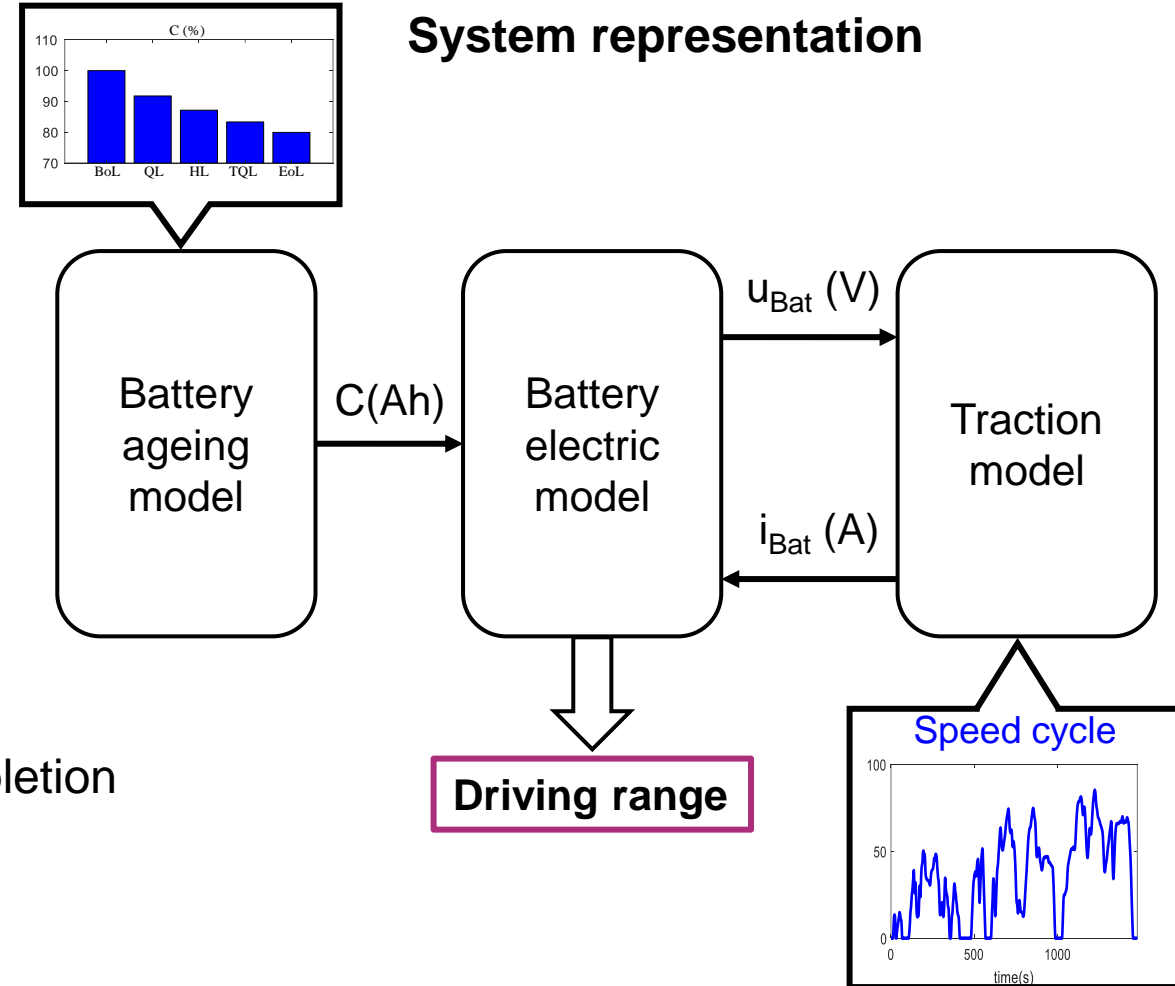 System representation
C (%)
110
100
90
80
70
BoL QL HL TQL EoL
Battery
ageing
model
C(Ah)
Battery
electric
model
uBat (V)
iBat (A)
Traction
model
pletion
Driving range
Speed cycle
100
50
0
0 500 1000
time(s)